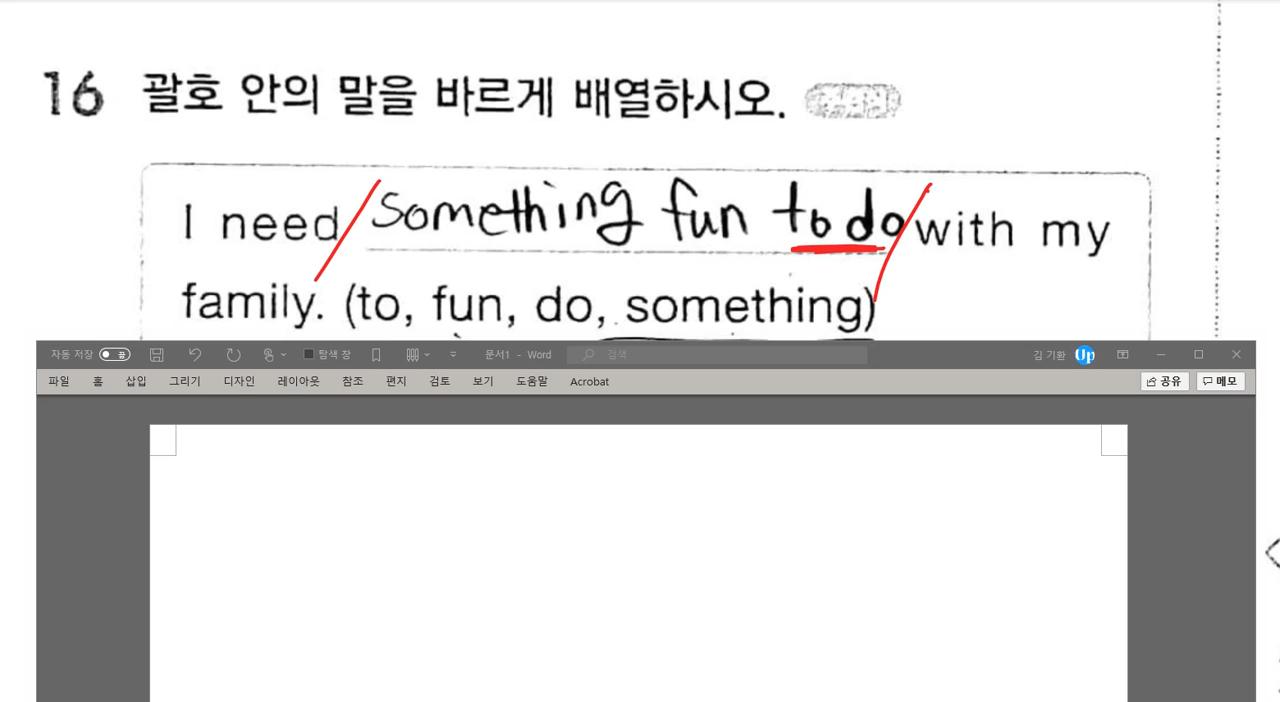 16 괄호 안의 말을 바르게 배열하시오.
I need something fun to do with my
family. (to, fun, do, something)
자동 저장 끔 탐색 창 문서1 - Word 검색 김 기환 Up
파일 홈 삽입 그리기 디자인 레이아웃 참조 편지 검토 보기 도움말 Acrobat 공유 메모